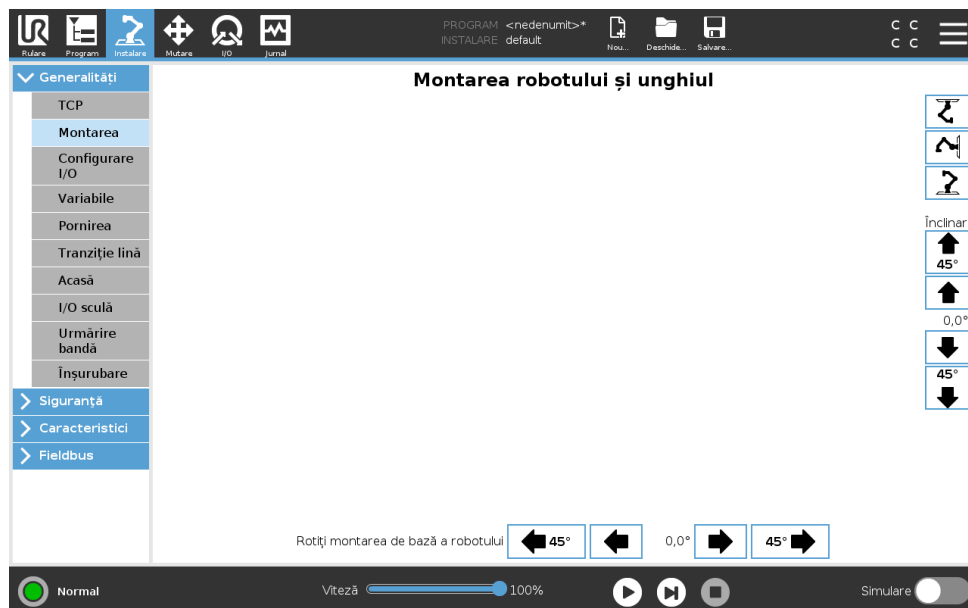 PROGRAM <nedenumit>*
INSTALARE default
Rulare
Program
Instalare
Mutare
I/O
Jurnal
Nou...
Deschide...
Salvare...
C C
C C
Generalități
TCP
Montarea
Configurare
I/O
Variabile
Pornirea
Tranziție lină
Acasă
I/O sculă
Urmărire
bandă
Înșurubare
Siguranță
Caracteristici
Fieldbus
Montarea robotului și unghiul
Înclinar
45°
0,0°
45°
Rotiți montarea de bază a robotului
45°
0,0°
45°
Normal
Viteză
100%
Simulare